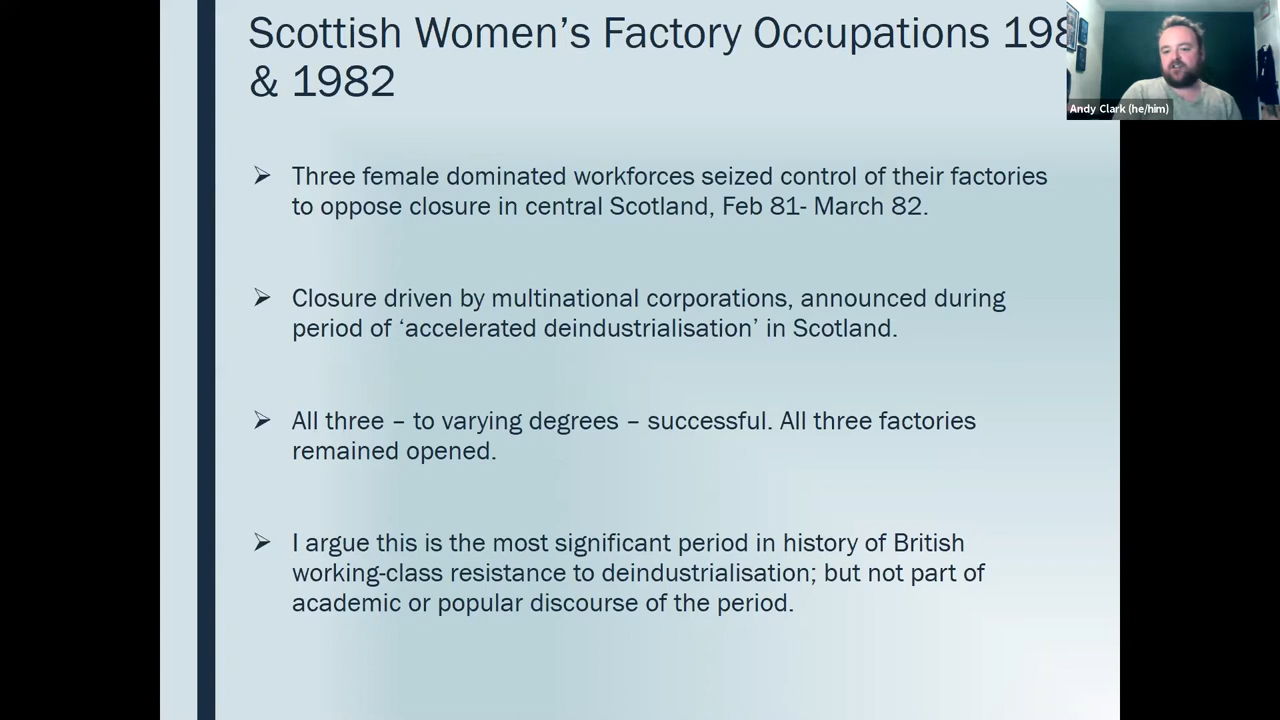 Scottish Women’s Factory Occupations 198
& 1982
Andy Clark (he/him)
➢ Three female dominated workforces seized control of their factories
to oppose closure in central Scotland, Feb 81- March 82.
➢ Closure driven by multinational corporations, announced during
period of ‘accelerated deindustrialisation’ in Scotland.
➢ All three – to varying degrees – successful. All three factories
remained opened.
➢ I argue this is the most significant period in history of British
working-class resistance to deindustrialisation; but not part of
academic or popular discourse of the period.